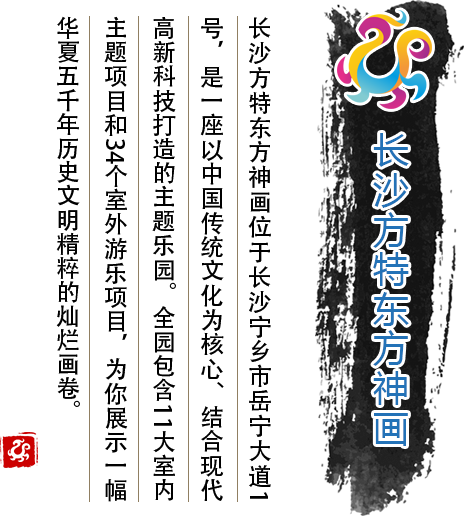 长沙方特东方神画
长沙方特东方神画位于长沙宁乡市岳宁大道1
号，是一座以中国传统文化为核心、结合现代
高新科技打造的主题乐园。全园包含11大室内
主题项目和34个室外游乐项目，为你展示一幅
华夏五千年历史文明精粹的灿烂画卷。